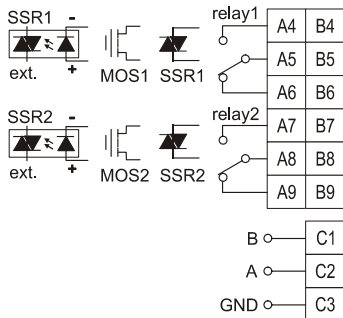 SSR1 - relay1 A4 B4
A5 B5
ext. + MOS1 SSR1 A6 B6
SSR2 - relay2 A7 B7
A8 B8
ext. + MOS2 SSR2 A9 B9
B C1
A C2
GND C3